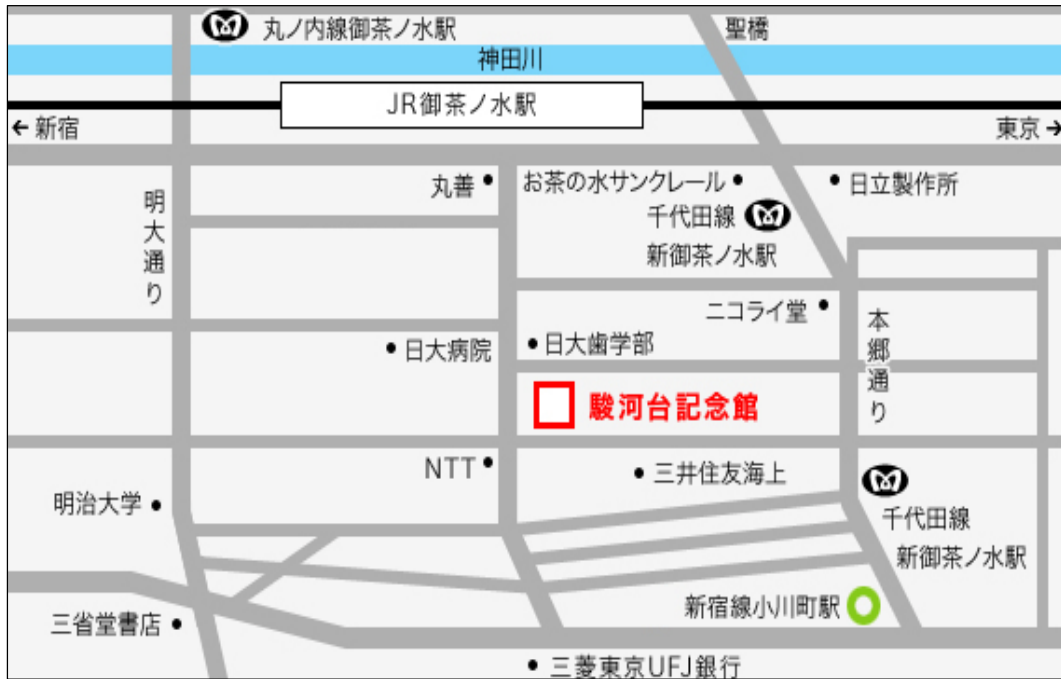 丸ノ内線御茶ノ水駅
聖橋
神田川
JR御茶ノ水駅
←新宿
東京→
丸善
お茶の水サンクレール
日立製作所
千代田線
新御茶ノ水駅
明大通り
ニコライ堂
本郷通り
日大病院
日大歯学部
駿河台記念館
NTT
三井住友海上
明治大学
千代田線
新御茶ノ水駅
新宿線小川町駅
三省堂書店
三菱東京UFJ銀行